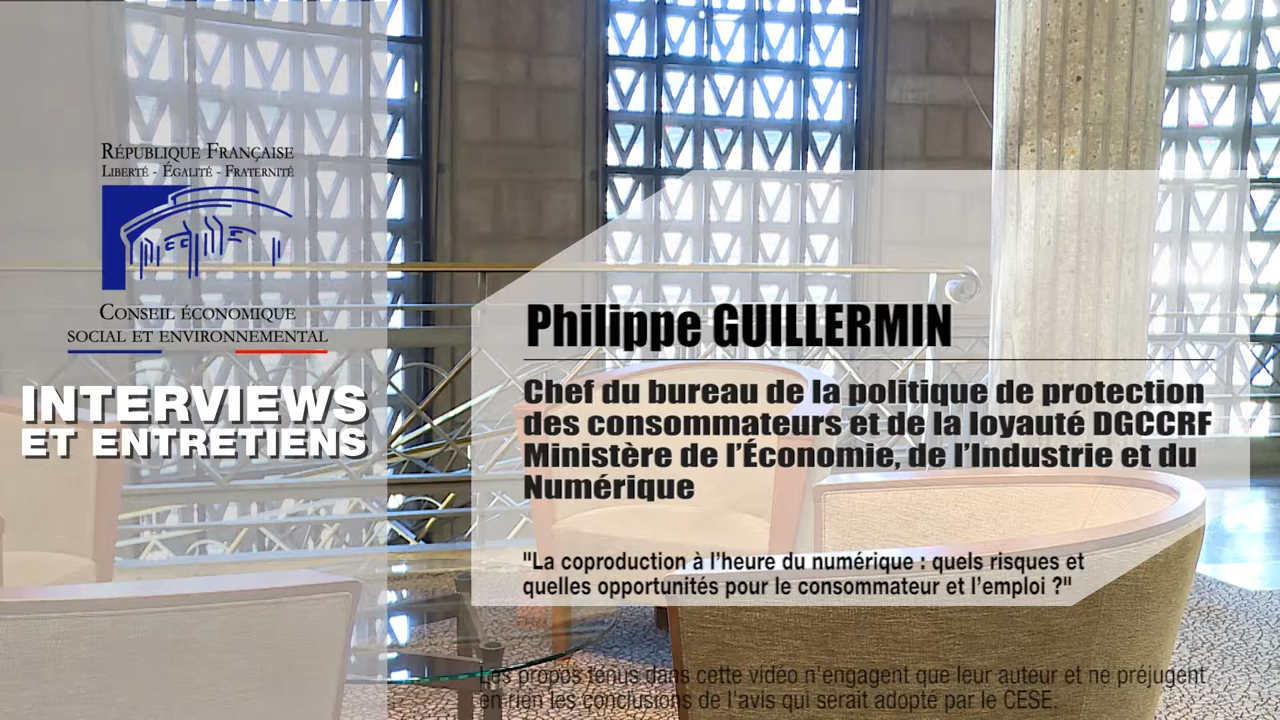 RÉPUBLIQUE FRANÇAISE
LIBERTÉ - ÉGALITÉ - FRATERNITÉ
CONSEIL ÉCONOMIQUE
SOCIAL ET ENVIRONNEMENTAL
INTERVIEWS
ET ENTRETIENS
Philippe GUILLERMIN
Chef du bureau de la politique de protection
des consommateurs et de la loyauté DGCCRF
Ministère de l'Économie, de l'Industrie et du
Numérique
"La coproduction à l'heure du numérique : quels risques et
quelles opportunités pour le consommateur et l'emploi ?"
Les propos tenus dans cette vidéo n'engagent que leur auteur et ne préjugent
en rien les conclusions de l'avis qui serait adopté par le CESE.